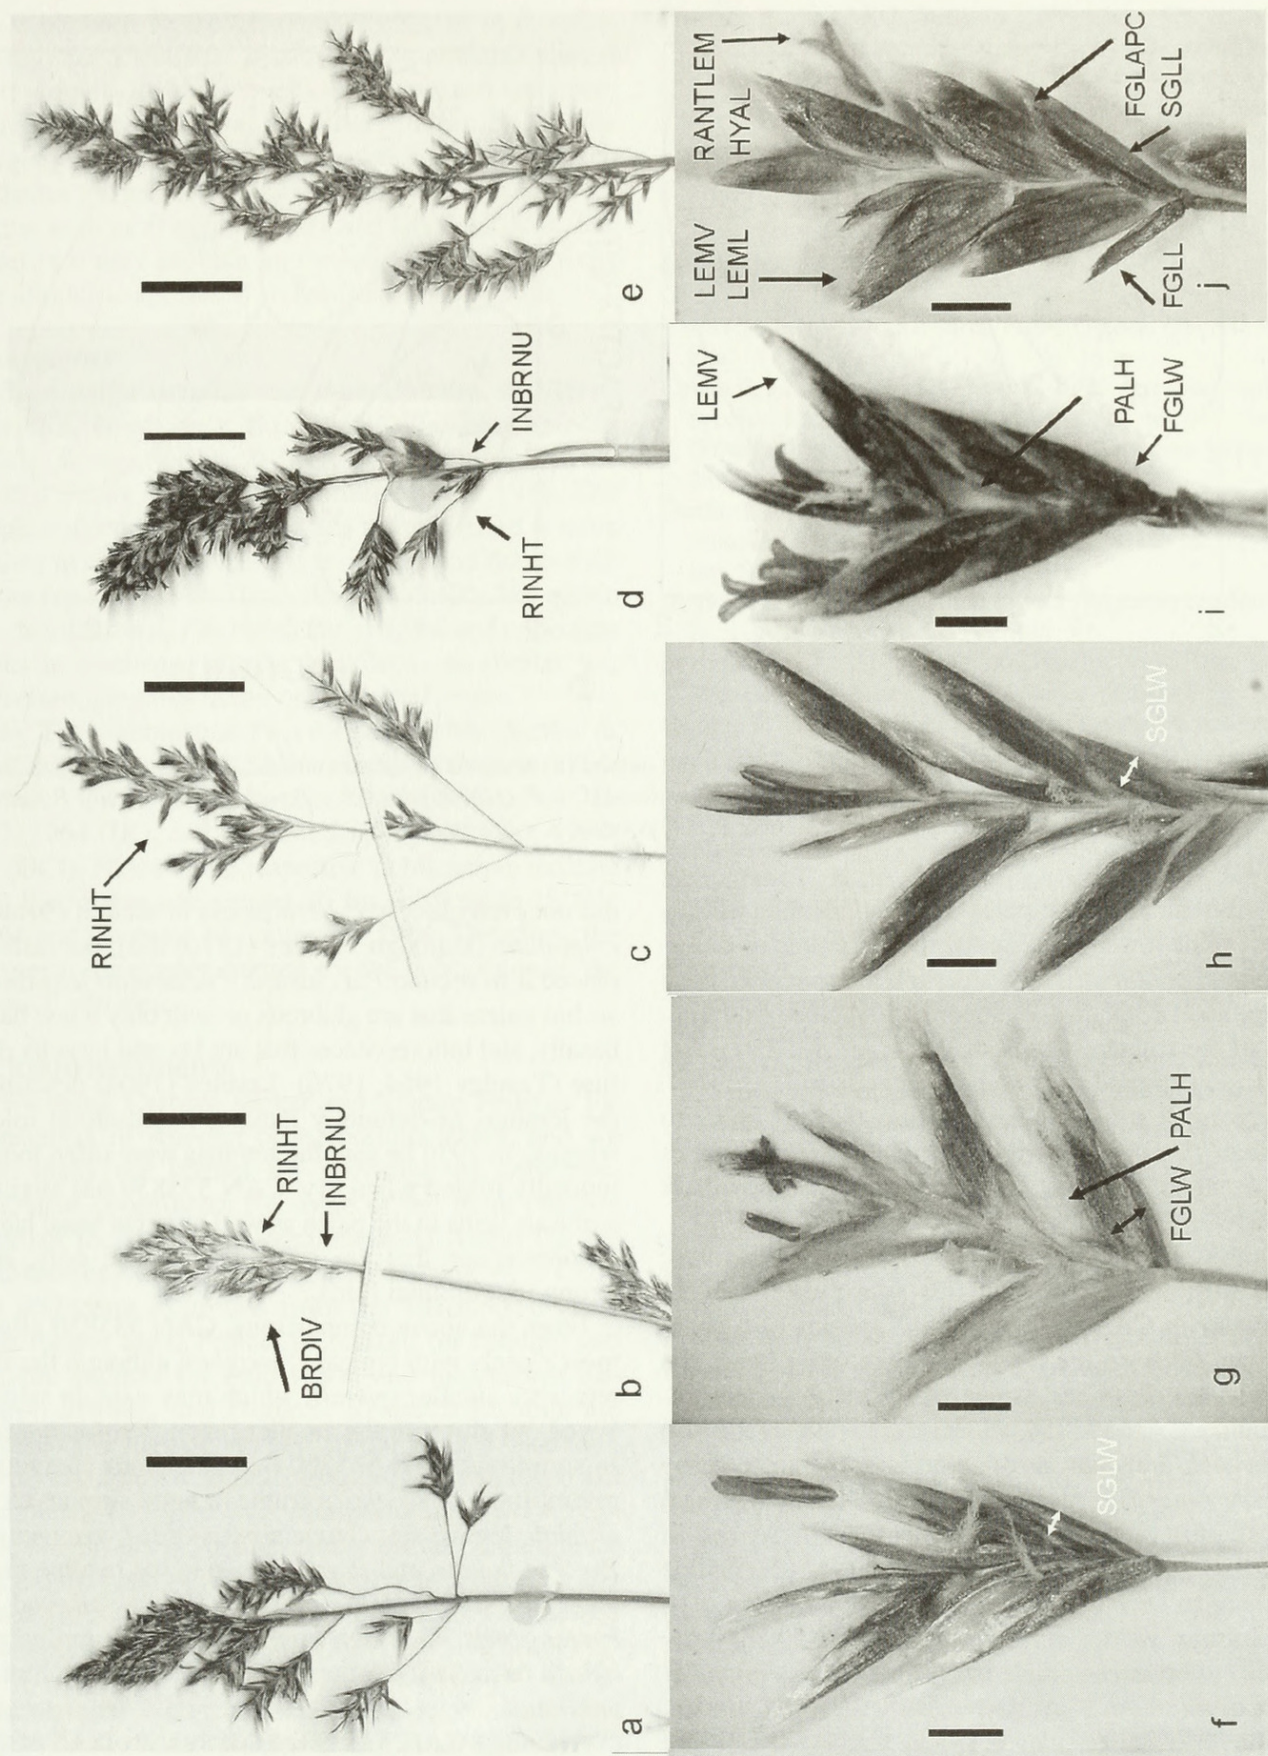 a
BRDIV
b
RINHT
INBRNU
RINHT
c
d
RINHT
INBRNU
e
f
SGLW
g
FGLW
PALH
h
SGLW
i
LEMV
PALH
FGLW
LEMV
LEML
RANTLEM
HYAL
FGLL
j
FGLAPC
SGLL